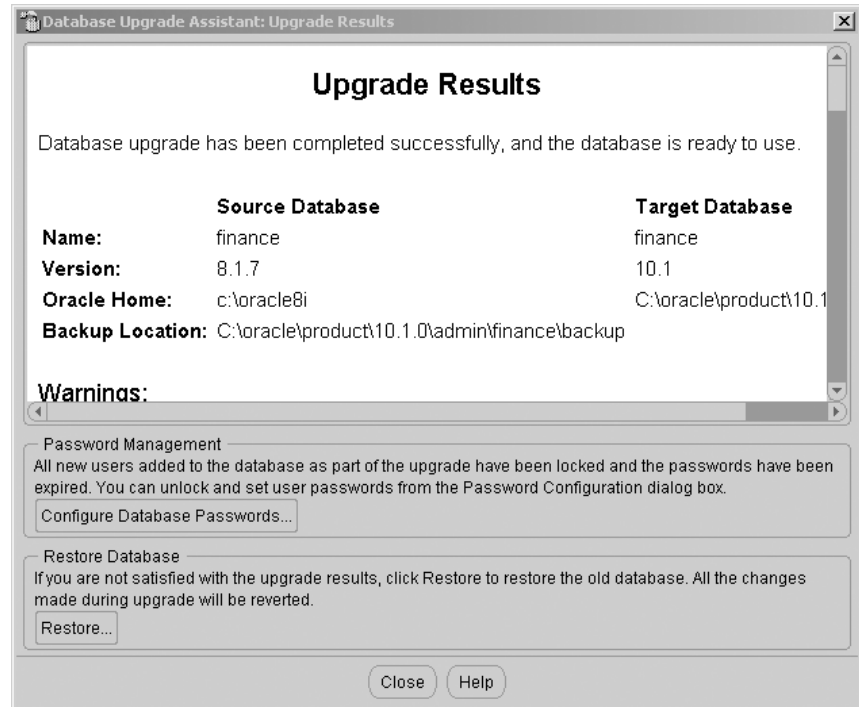 Database Upgrade Assistant: Upgrade Results
Upgrade Results
Database upgrade has been completed successfully, and the database is ready to use.
Source Database Target Database
Name: finance finance
Version: 8.1.7 10.1
Oracle Home: c:\oracle8i C:\oracle\product\10.1
Backup Location: C:\oracle\product\10.1.0\admin\finance\backup
Warnings:
Password Management
All new users added to the database as part of the upgrade have been locked and the passwords have been
expired. You can unlock and set user passwords from the Password Configuration dialog box.
Configure Database Passwords...
Restore Database
If you are not satisfied with the upgrade results, click Restore to restore the old database. All the changes
made during upgrade will be reverted.
Restore...
Close Help